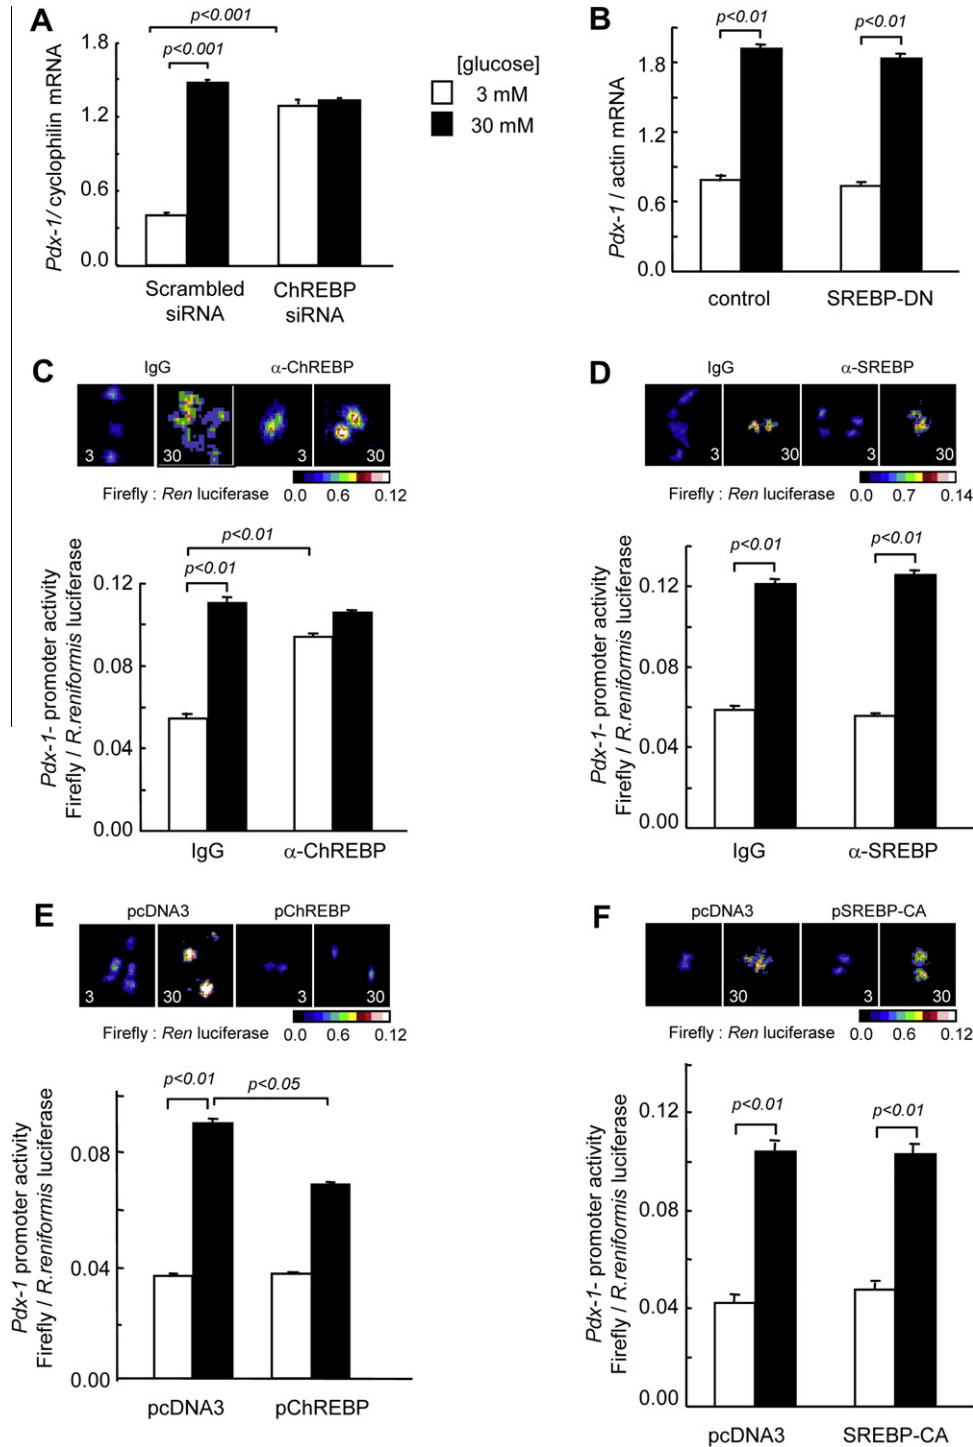 A
p<0.001
p<0.001
1.8
1.2
0.6
0.0
Pdx-1/ cyclophilin mRNA
Scrambled siRNA
ChREBP siRNA
[glucose]
3 mM
30 mM
B
p<0.01
p<0.01
1.8
1.2
0.6
0.0
Pdx-1 / actin mRNA
control
SREBP-DN
C
IgG
α-ChREBP
3
30
3
30
Firefly : Ren luciferase
0.0 0.6 0.12
p<0.01
p<0.01
0.12
0.08
0.04
0.00
Pdx-1- promoter activity
Firefly / R.reniformis luciferase
IgG
α-ChREBP
D
IgG
α-SREBP
3
30
3
30
Firefly : Ren luciferase
0.0 0.7 0.14
p<0.01
p<0.01
0.12
0.08
0.04
0.00
Pdx-1- promoter activity
Firefly / R.reniformis luciferase
IgG
α-SREBP
E
pcDNA3
pChREBP
3
30
3
30
Firefly : Ren luciferase
0.0 0.6 0.12
p<0.01
p<0.05
0.08
0.04
0.00
Pdx-1 promoter activity
Firefly / R.reniformis luciferase
pcDNA3
pChREBP
F
pcDNA3
pSREBP-CA
30
3
30
Firefly : Ren luciferase
0.0 0.6 0.12
p<0.01
p<0.01
0.12
0.08
0.04
0.00
Pdx-1- promoter activity
Firefly / R.reniformis luciferase
pcDNA3
SREBP-CA